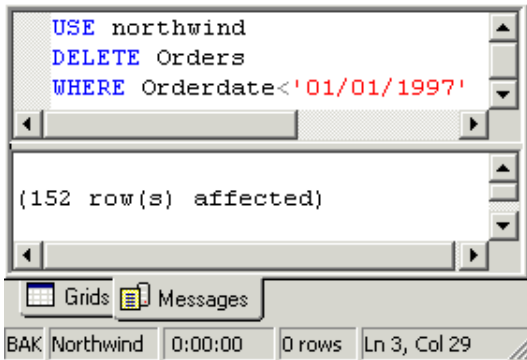 USE northwind
DELETE Orders
WHERE Orderdate<'01/01/1997'
(152 row(s) affected)
Grids Messages
BAK Northwind 0:00:00 0 rows Ln 3, Col 29